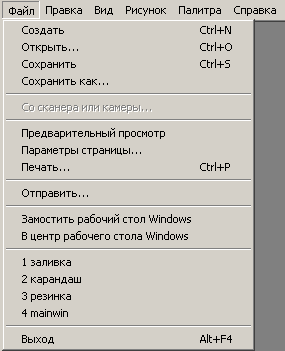 Файл Правка Вид Рисунок Палитра Справка
Создать Ctrl+N
Открыть... Ctrl+O
Сохранить Ctrl+S
Сохранить как...
Со сканера или камеры...
Предварительный просмотр
Параметры страницы...
Печать... Ctrl+P
Отправить...
Замостить рабочий стол Windows
В центр рабочего стола Windows
1 заливка
2 карандаш
3 резинка
4 mainwin
Выход Alt+F4